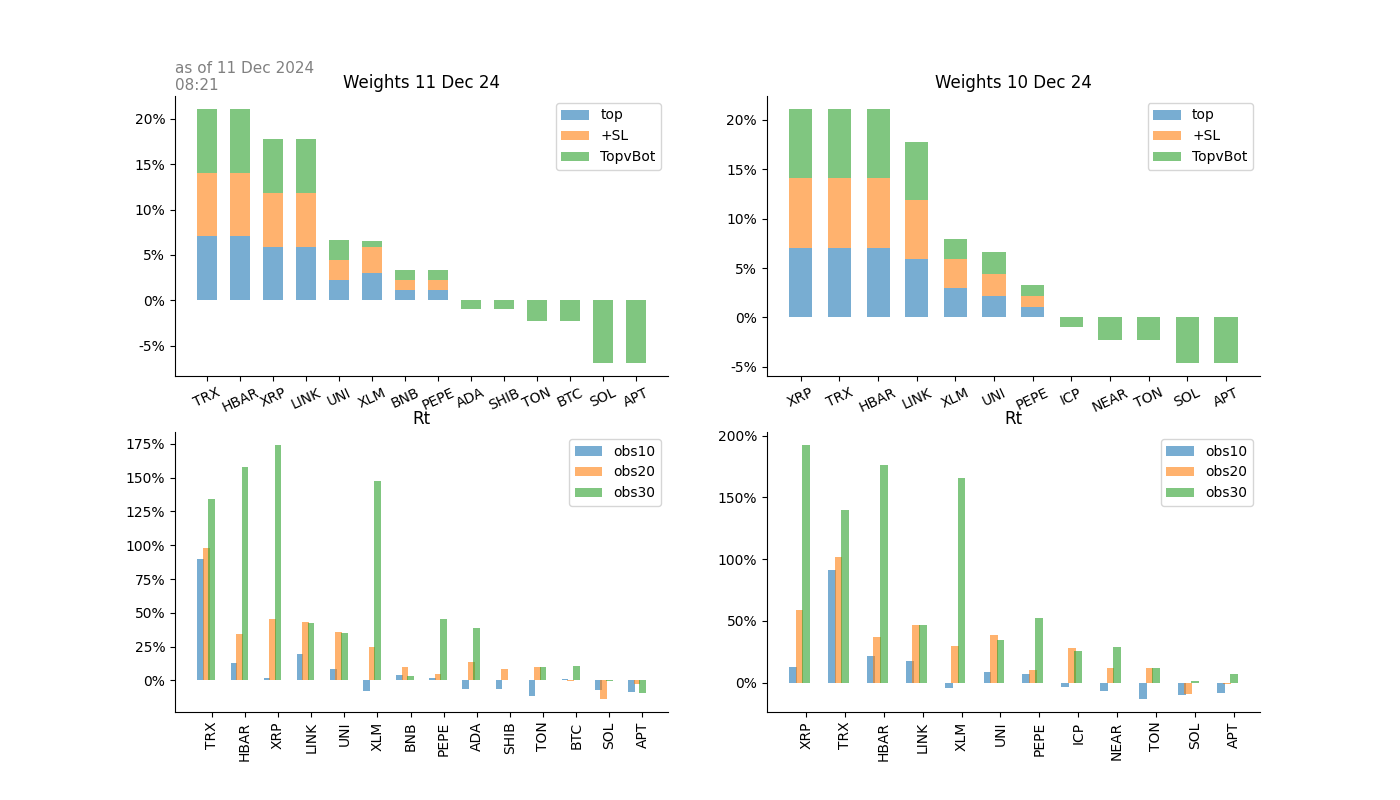 as of 11 Dec 2024
08:21
Weights 11 Dec 24
20%
15%
10%
5%
0%
-5%
top
+SL
TopvBot
TRX HBAR XRP LINK UNI XLM BNB PEPE ADA SHIB TON BTC SOL APT
Weights 10 Dec 24
20%
15%
10%
5%
0%
-5%
top
+SL
TopvBot
XRP TRX HBAR LINK XLM UNI PEPE ICP NEAR TON SOL APT
Rt
175%
150%
125%
100%
75%
50%
25%
0%
obs10
obs20
obs30
TRX HBAR XRP LINK UNI XLM BNB PEPE ADA SHIB TON BTC SOL APT
Rt
200%
150%
100%
50%
0%
obs10
obs20
obs30
XRP TRX HBAR LINK XLM UNI PEPE ICP NEAR TON SOL APT